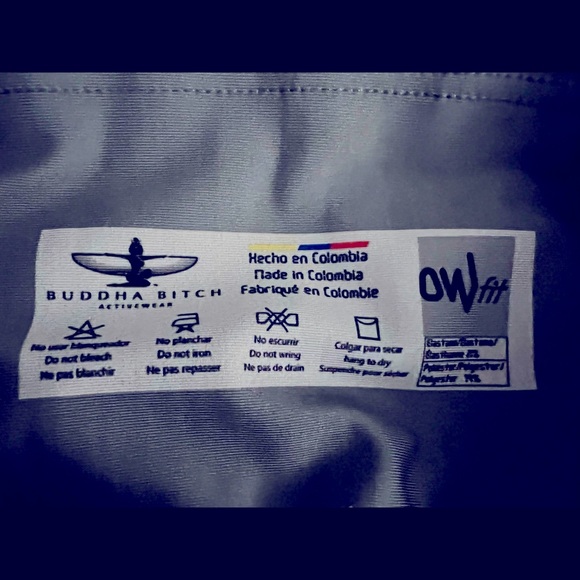 BUDDHA BITCH
ACTIVEWEAR
Hecho en Colombia
Made in Colombia
Fabriqué en Colombie
OWfit
No usar blanqueador
Do not bleach
Ne pas blanchir
No planchar
Do not iron
Ne pas repasser
No escurrir
Do not wring
Ne pas de drain
Colgar para secar
hang to dry
Suspendre pour sécher